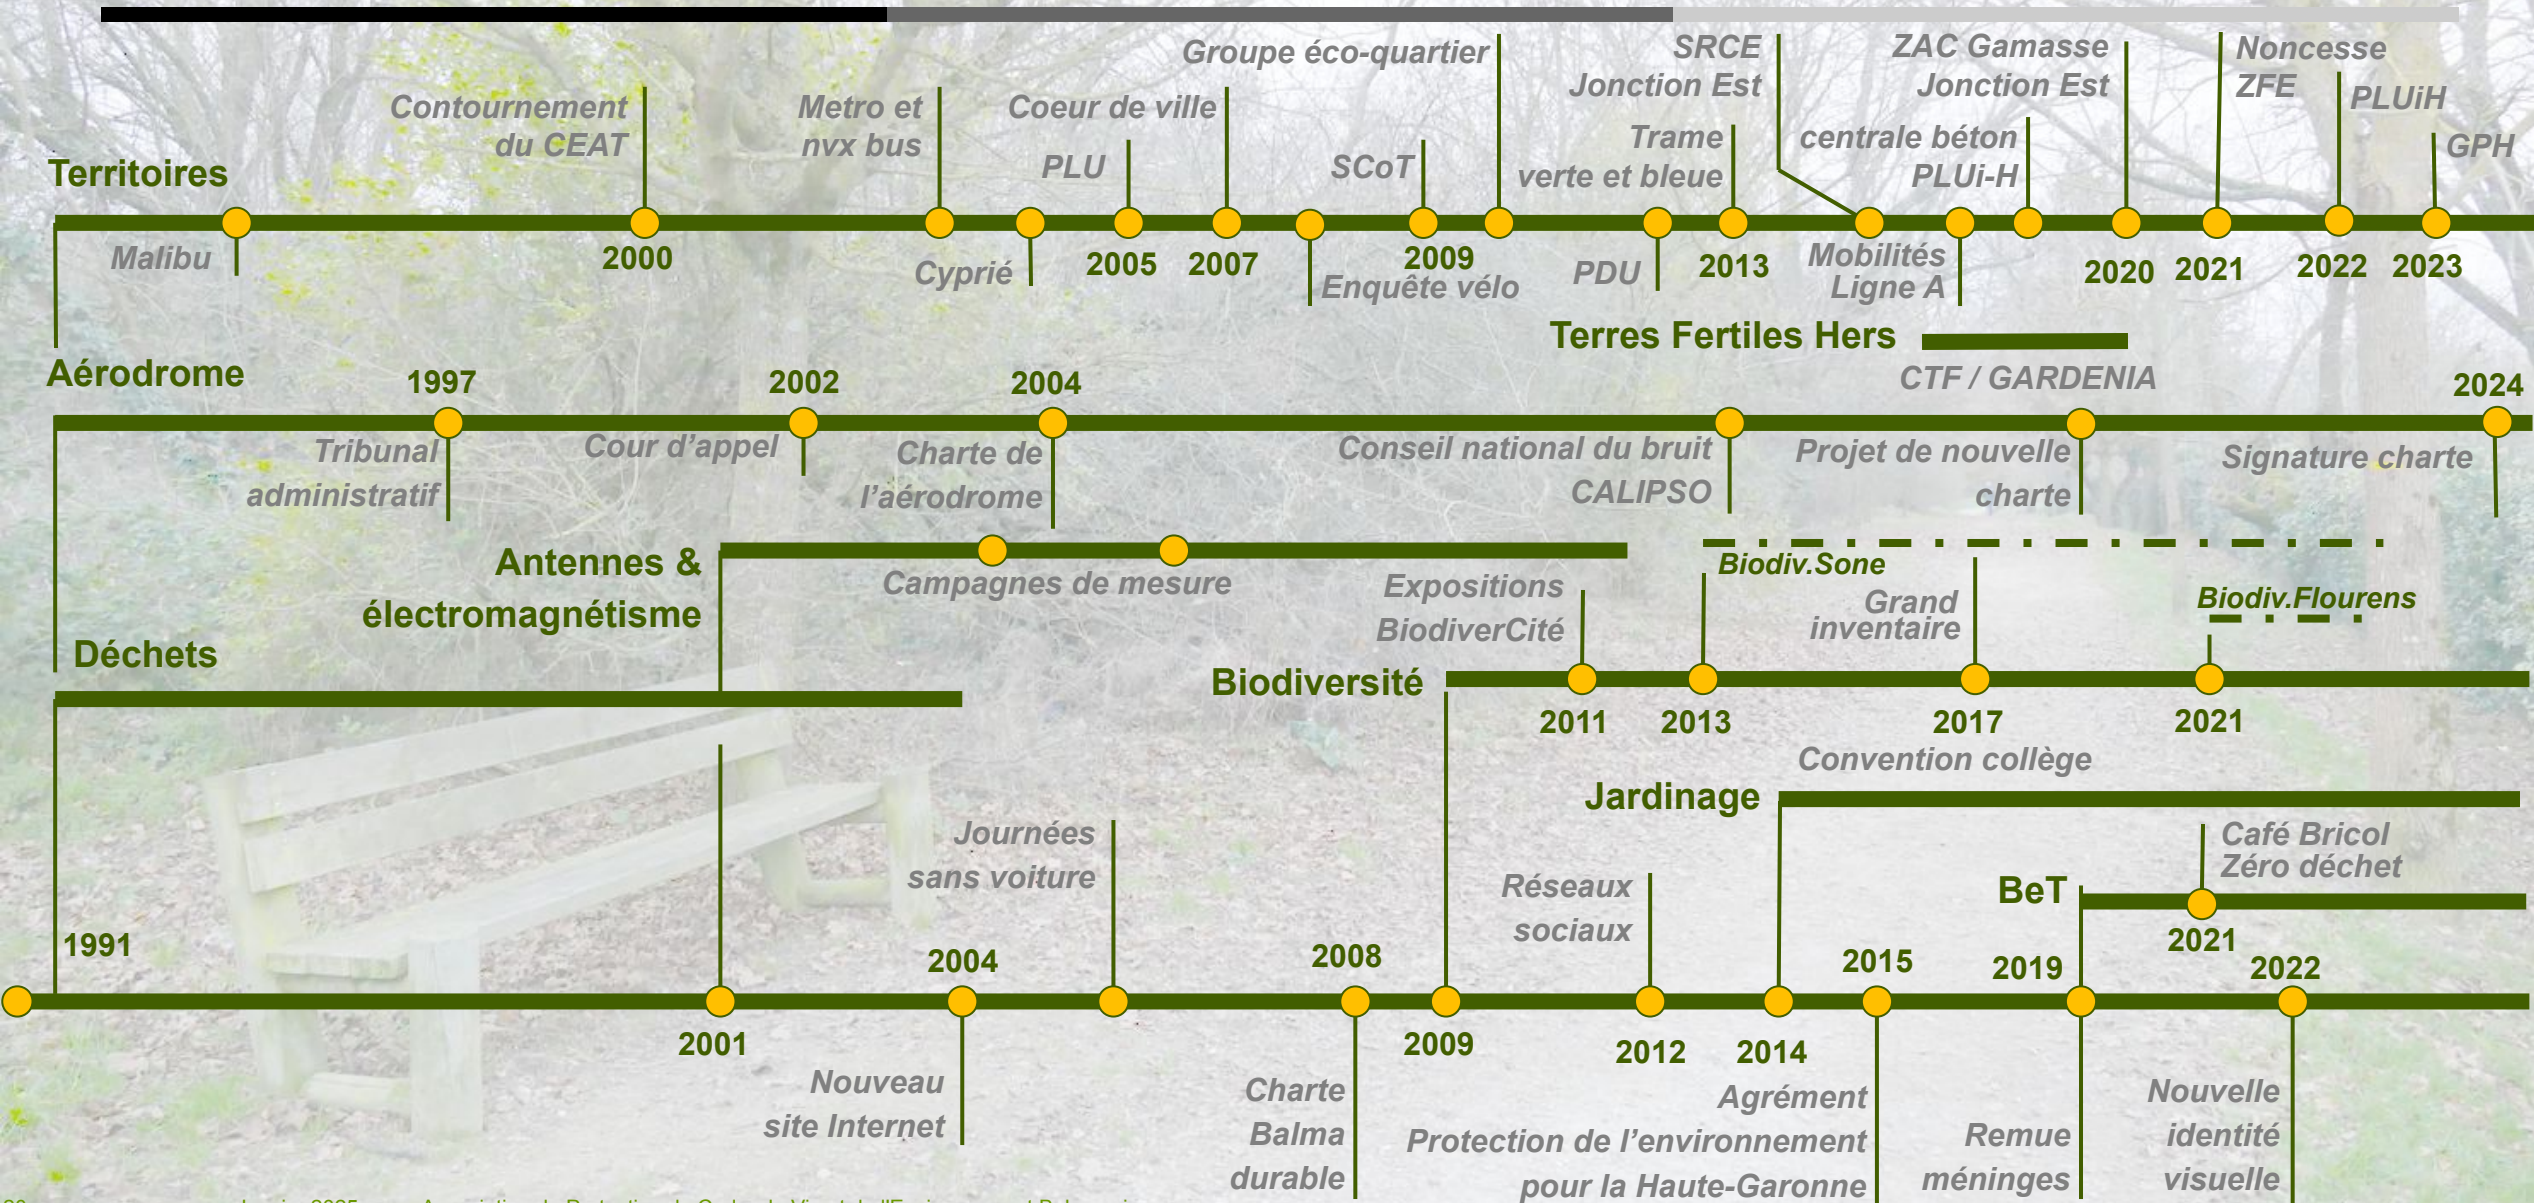 Groupe éco-quartier
SRCE
Jonction Est
ZAC Gamasse
Jonction Est
Noncesse
ZFE
PLUiH
GPH
Contournement
du CEAT
Metro et
nvx bus
Coeur de ville
PLU
SCoT
Trame
verte et bleue
centrale béton
PLUi-H
Territoires
Malibu
2000
Cyprié
2005
2007
Enquête vélo
2009
PDU
2013
Mobilités
Ligne A
2020
2021
2022
2023
Terres Fertiles Hers
CTF / GARDENIA
Aérodrome
1997
2002
2004
2024
Tribunal
administratif
Cour d’appel
Charte de
l’aérodrome
Conseil national du bruit
CALIPSO
Projet de nouvelle
charte
Signature charte
Antennes &
électromagnétisme
Campagnes de mesure
Expositions
BiodiverCité
Biodiv.Sone
Grand
inventaire
Biodiv.Flourens
Déchets
Biodiversité
2011
2013
2017
2021
Convention collège
Jardinage
Journées
sans voiture
Réseaux
sociaux
Café Bricol
Zéro déchet
BeT
2021
1991
2004
2008
2015
2019
2022
2001
2009
2012
2014
Nouveau
site Internet
Charte
Balma
durable
Agrément
Protection de l’environnement
pour la Haute-Garonne
Remue
méninges
Nouvelle
identité
visuelle